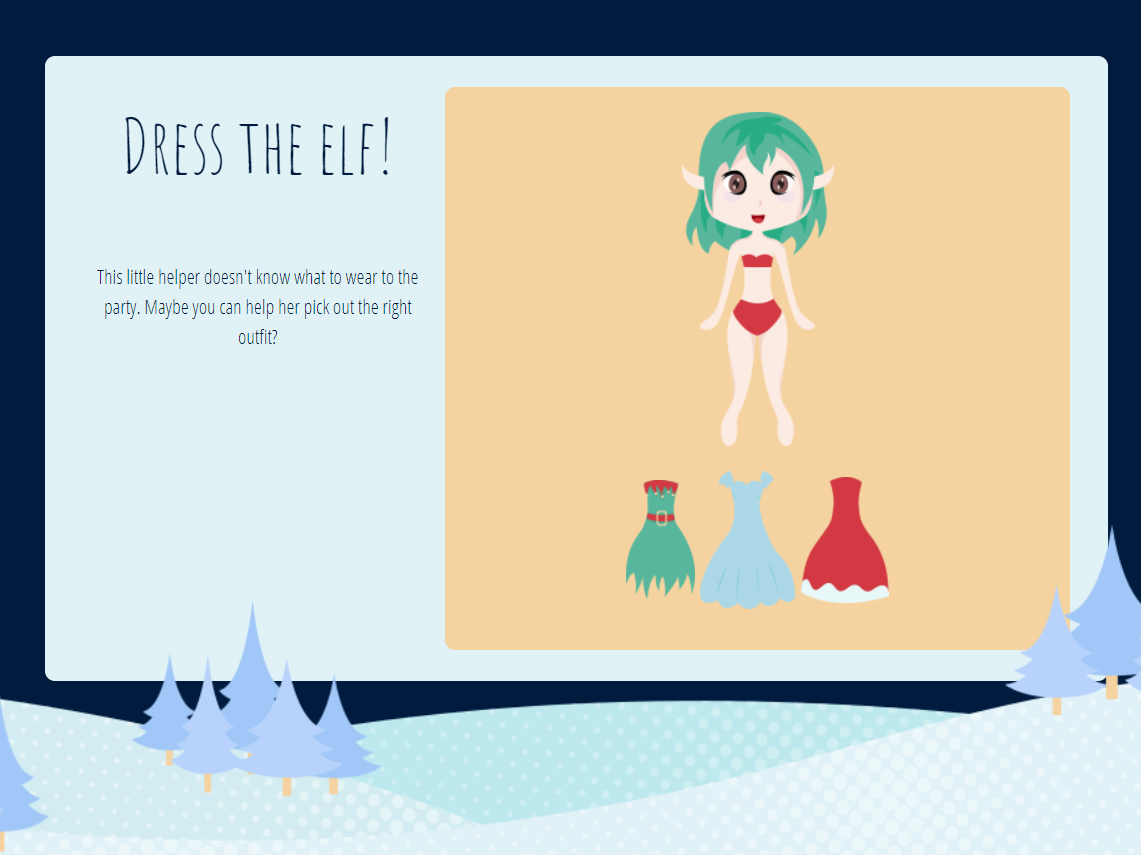 Dress the elf!
This little helper doesn't know what to wear to the
party. Maybe you can help her pick out the right
outfit?